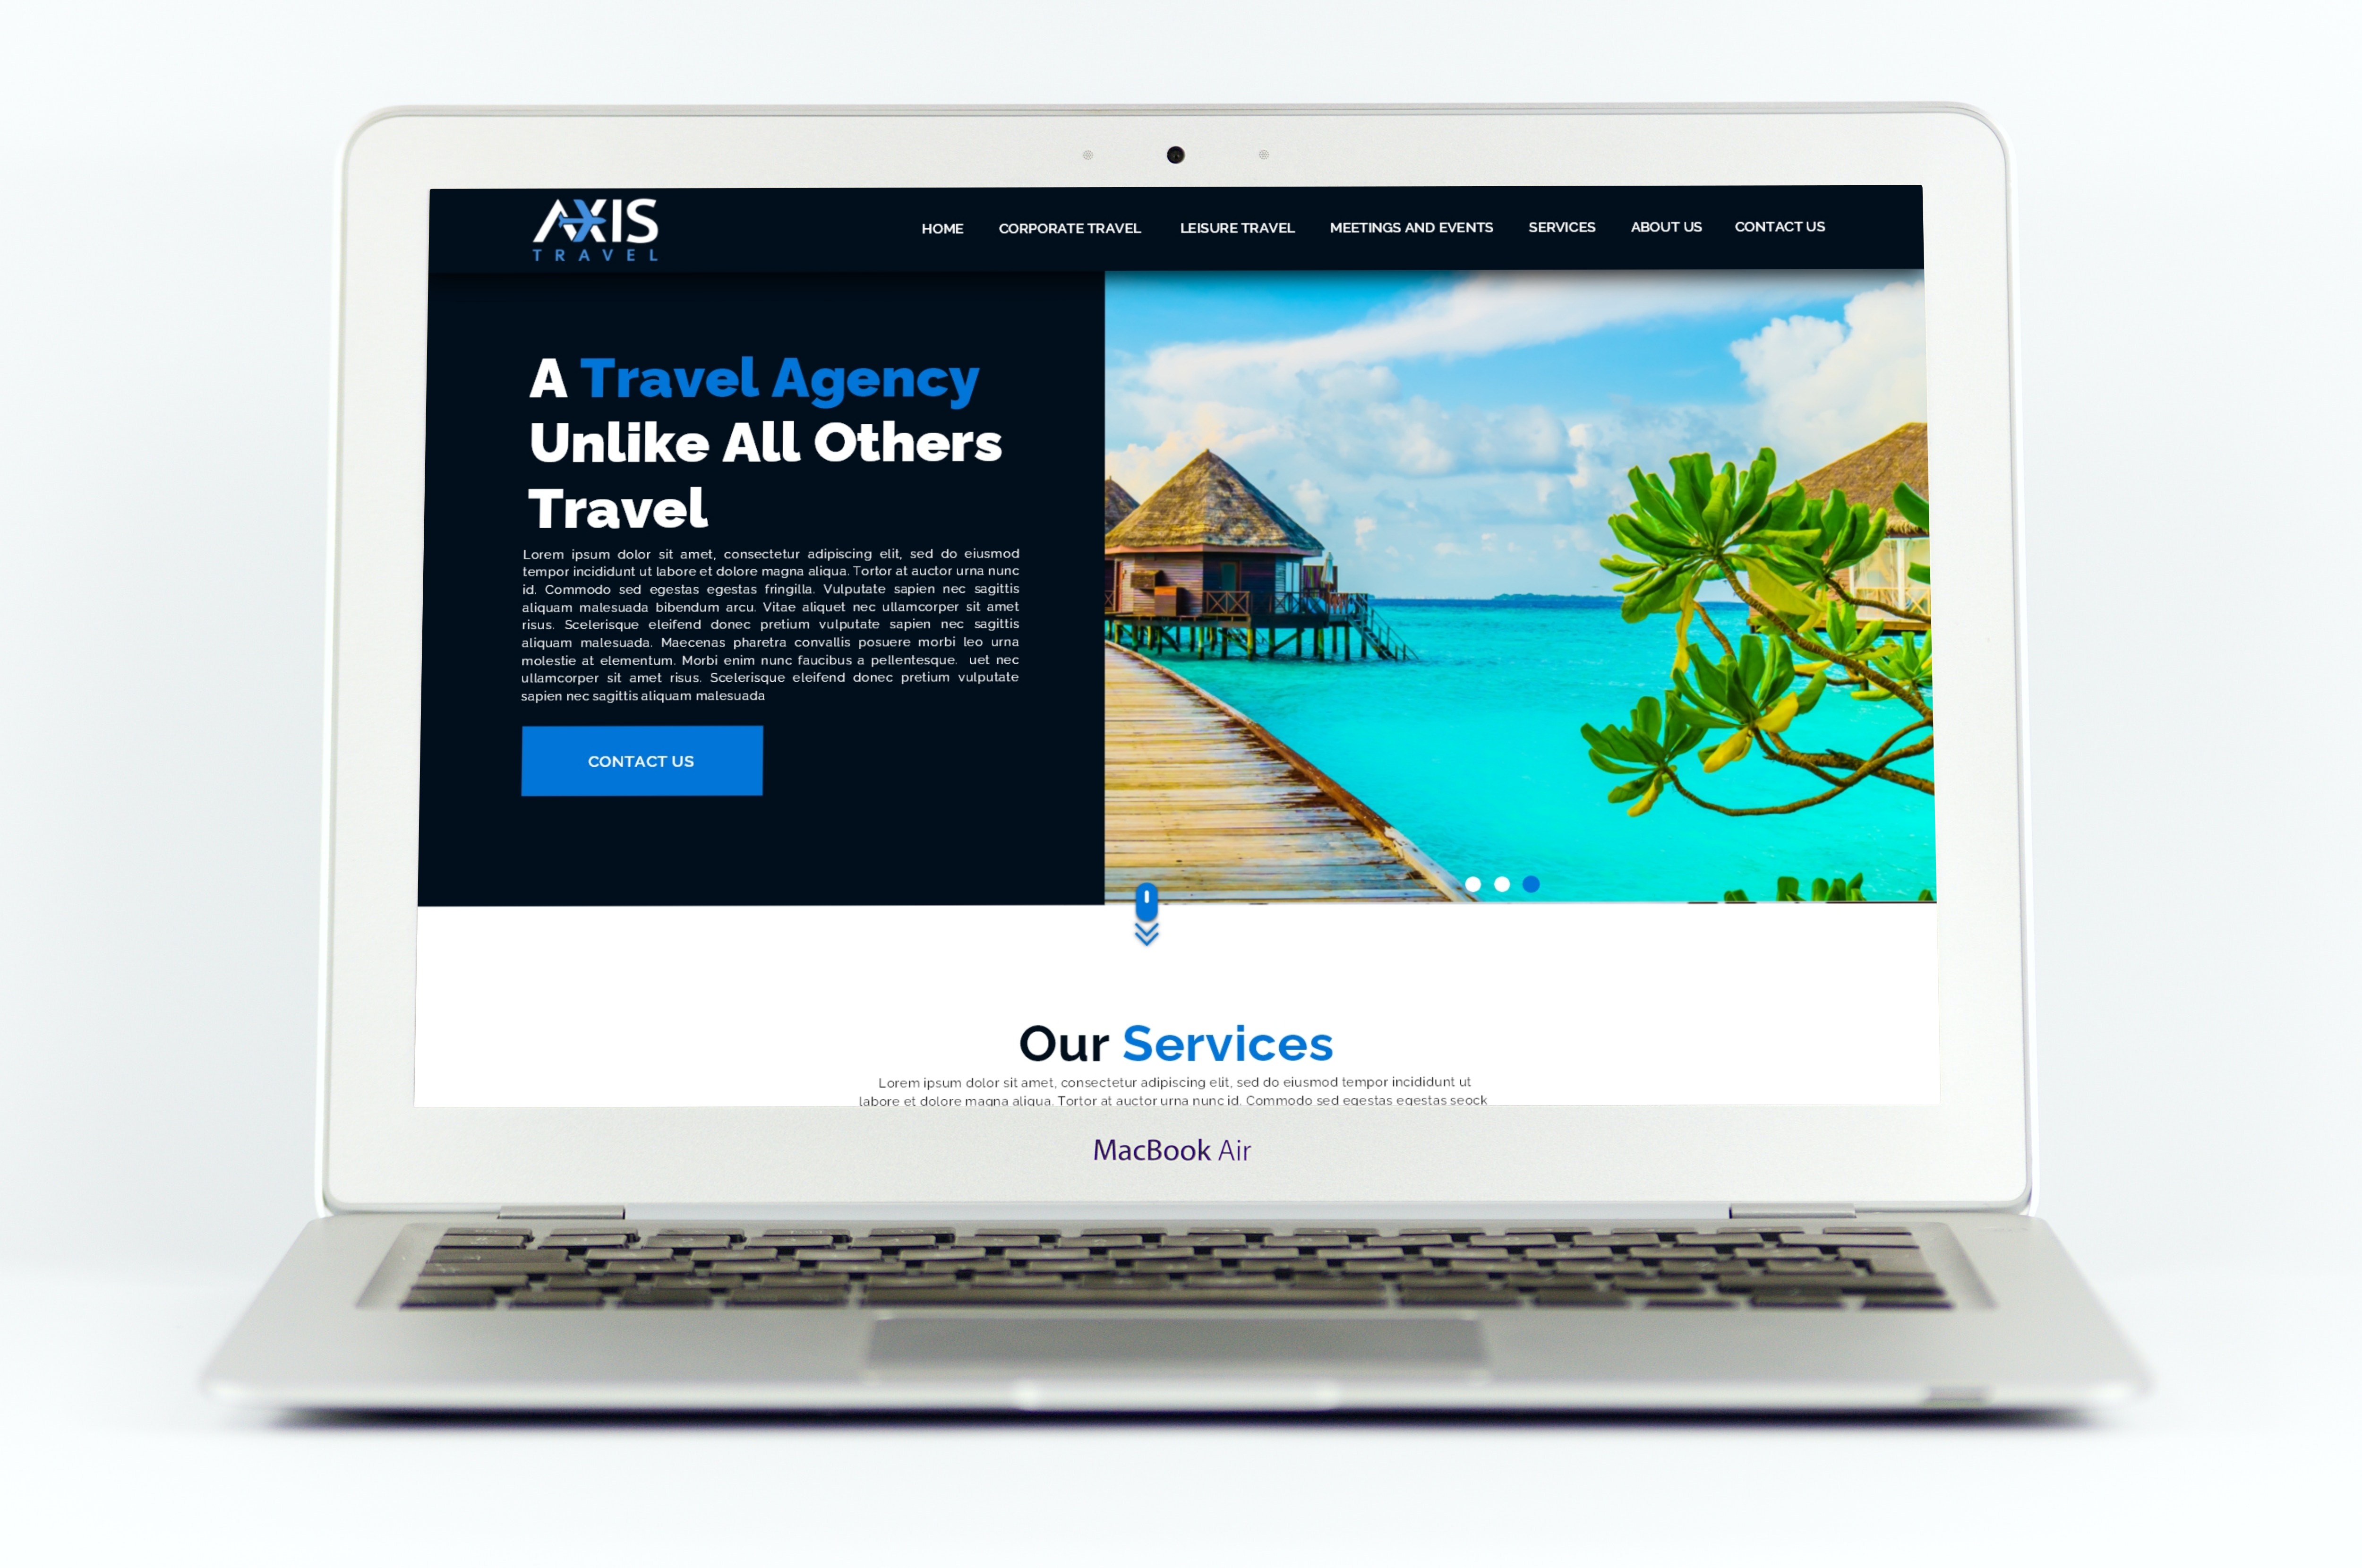 AXIS
TRAVEL
HOME CORPORATE TRAVEL LEISURE TRAVEL MEETINGS AND EVENTS SERVICES ABOUT US CONTACT US
A Travel Agency
Unlike All Others
Travel
Lorem ipsum dolor sit amet, consectetur adipiscing elit, sed do eiusmod
tempor incididunt ut labore et dolore magna aliqua. Tortor at auctor urna nunc
id. Commodo sed egestas egestas fringilla. Vulputate sapien nec sagittis
aliquam malesuada bibendum arcu. Vitae aliquet nec ullamcorper sit amet
risus. Scelerisque eleifend donec pretium vulputate sapien nec sagittis
aliquam malesuada. Maecenas pharetra convallis posuere morbi leo urna
molestie at elementum. Morbi enim nunc faucibus a pellentesque. uet nec
ullamcorper sit amet risus. Scelerisque eleifend donec pretium vulputate
sapien nec sagittis aliquam malesuada
CONTACT US
Our Services
Lorem ipsum dolor sit amet, consectetur adipiscing elit, sed do eiusmod tempor incididunt ut
labore et dolore magna aliqua. Tortor at auctor urna nunc id. Commodo sed egestas egestas seock
MacBook Air